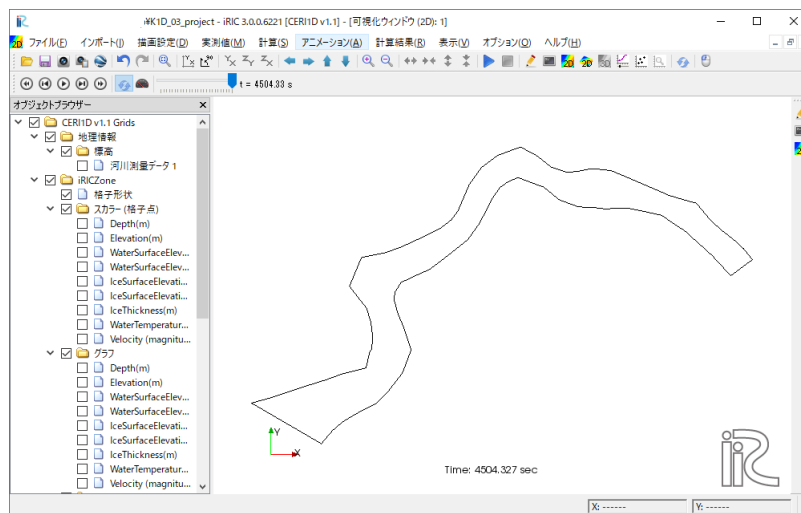 i¥K1D_03_project - iRIC 3.0.0.6221 [CERI1D v1.1] - [可視化ウィンドウ (2D): 1]
ファイル(F) インポート(I) 描画設定(D) 実測値(M) 計算(S) アニメーション(A) 計算結果(R) 表示(V) オプション(O) ヘルプ(H)
t = 4504.33 s
オブジェクトブラウザー
CERI1D v1.1 Grids
地理情報
標高
河川測量データ 1
iRICZone
格子形状
スカラー (格子点)
Depth(m)
Elevation(m)
WaterSurfaceElev...
WaterSurfaceElev...
IceSurfaceElevati...
IceSurfaceElevati...
IceThickness(m)
WaterTemperatur...
Velocity (magnitu...
グラフ
Depth(m)
Elevation(m)
WaterSurfaceElev...
WaterSurfaceElev...
IceSurfaceElevati...
IceSurfaceElevati...
IceThickness(m)
WaterTemperatur...
Velocity (magnitu...
Y
X
Time: 4504.327 sec
iRIC
X: ------
Y: ------